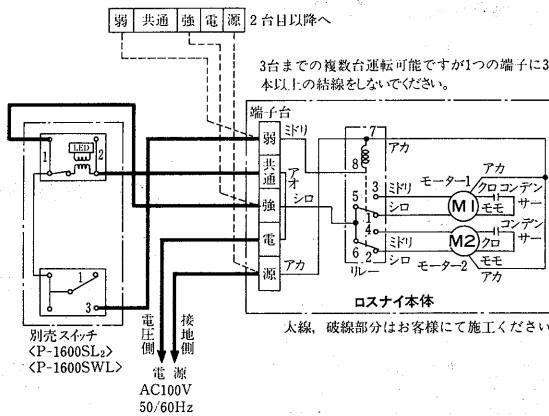 弱 共通 強 電 源 2台目以降へ
3台までの複数台運転可能ですが1つの端子に3
本以上の結線をしないでください。
端子台
弱
共通
強
電
源
ミドリ
アオ
シロ
アカ
LED
1
2
1
3
別売スイッチ
<P-1600SL₂>
<P-1600SWL>
電圧側
接地側
電 源
AC100V
50/60Hz
7
アカ
8
5
3
1
4
6
2
リレー
ミドリ
シロ
ミドリ
シロ
モーター1
M1
アカ
クロ
モモ
コンデンサー
M2
クロ
モモ
コンデンサー
モーター2
アカ
ロスナイ本体
太線,破線部分はお客様にて施工ください